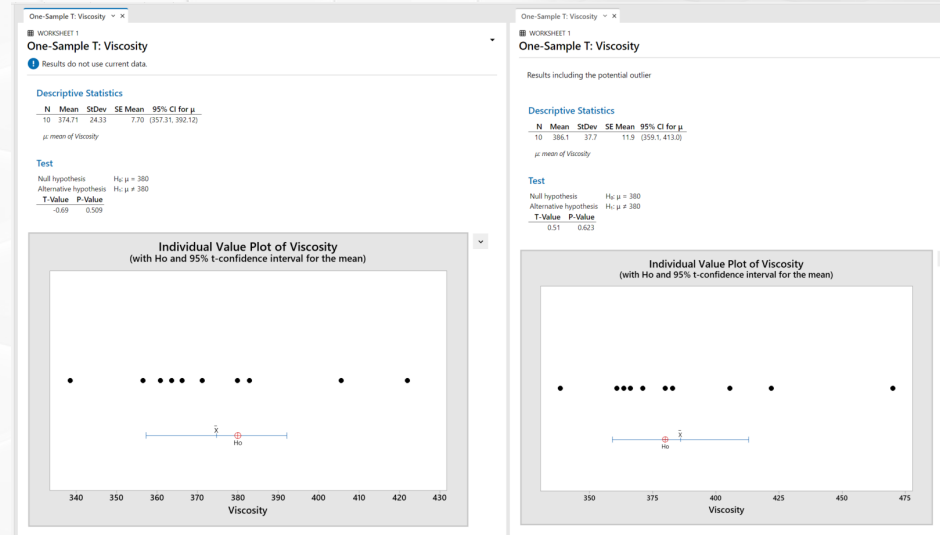 One-Sample T: Viscosity
WORKSHEET 1
One-Sample T: Viscosity
Results do not use current data.
Descriptive Statistics
N Mean StDev SE Mean 95% CI for μ
10 374.71 24.33 7.70 (357.31, 392.12)
μ: mean of Viscosity
Test
Null hypothesis H₀: μ = 380
Alternative hypothesis H₁: μ ≠ 380
T-Value P-Value
-0.69 0.509
Individual Value Plot of Viscosity
(with Ho and 95% t-confidence interval for the mean)
X̄
Ho
340 350 360 370 380 390 400 410 420 430
Viscosity
One-Sample T: Viscosity
WORKSHEET 1
One-Sample T: Viscosity
Results including the potential outlier
Descriptive Statistics
N Mean StDev SE Mean 95% CI for μ
10 386.1 37.7 11.9 (359.1, 413.0)
μ: mean of Viscosity
Test
Null hypothesis H₀: μ = 380
Alternative hypothesis H₁: μ ≠ 380
T-Value P-Value
0.51 0.623
Individual Value Plot of Viscosity
(with Ho and 95% t-confidence interval for the mean)
X̄
Ho
350 375 400 425 450 475
Viscosity